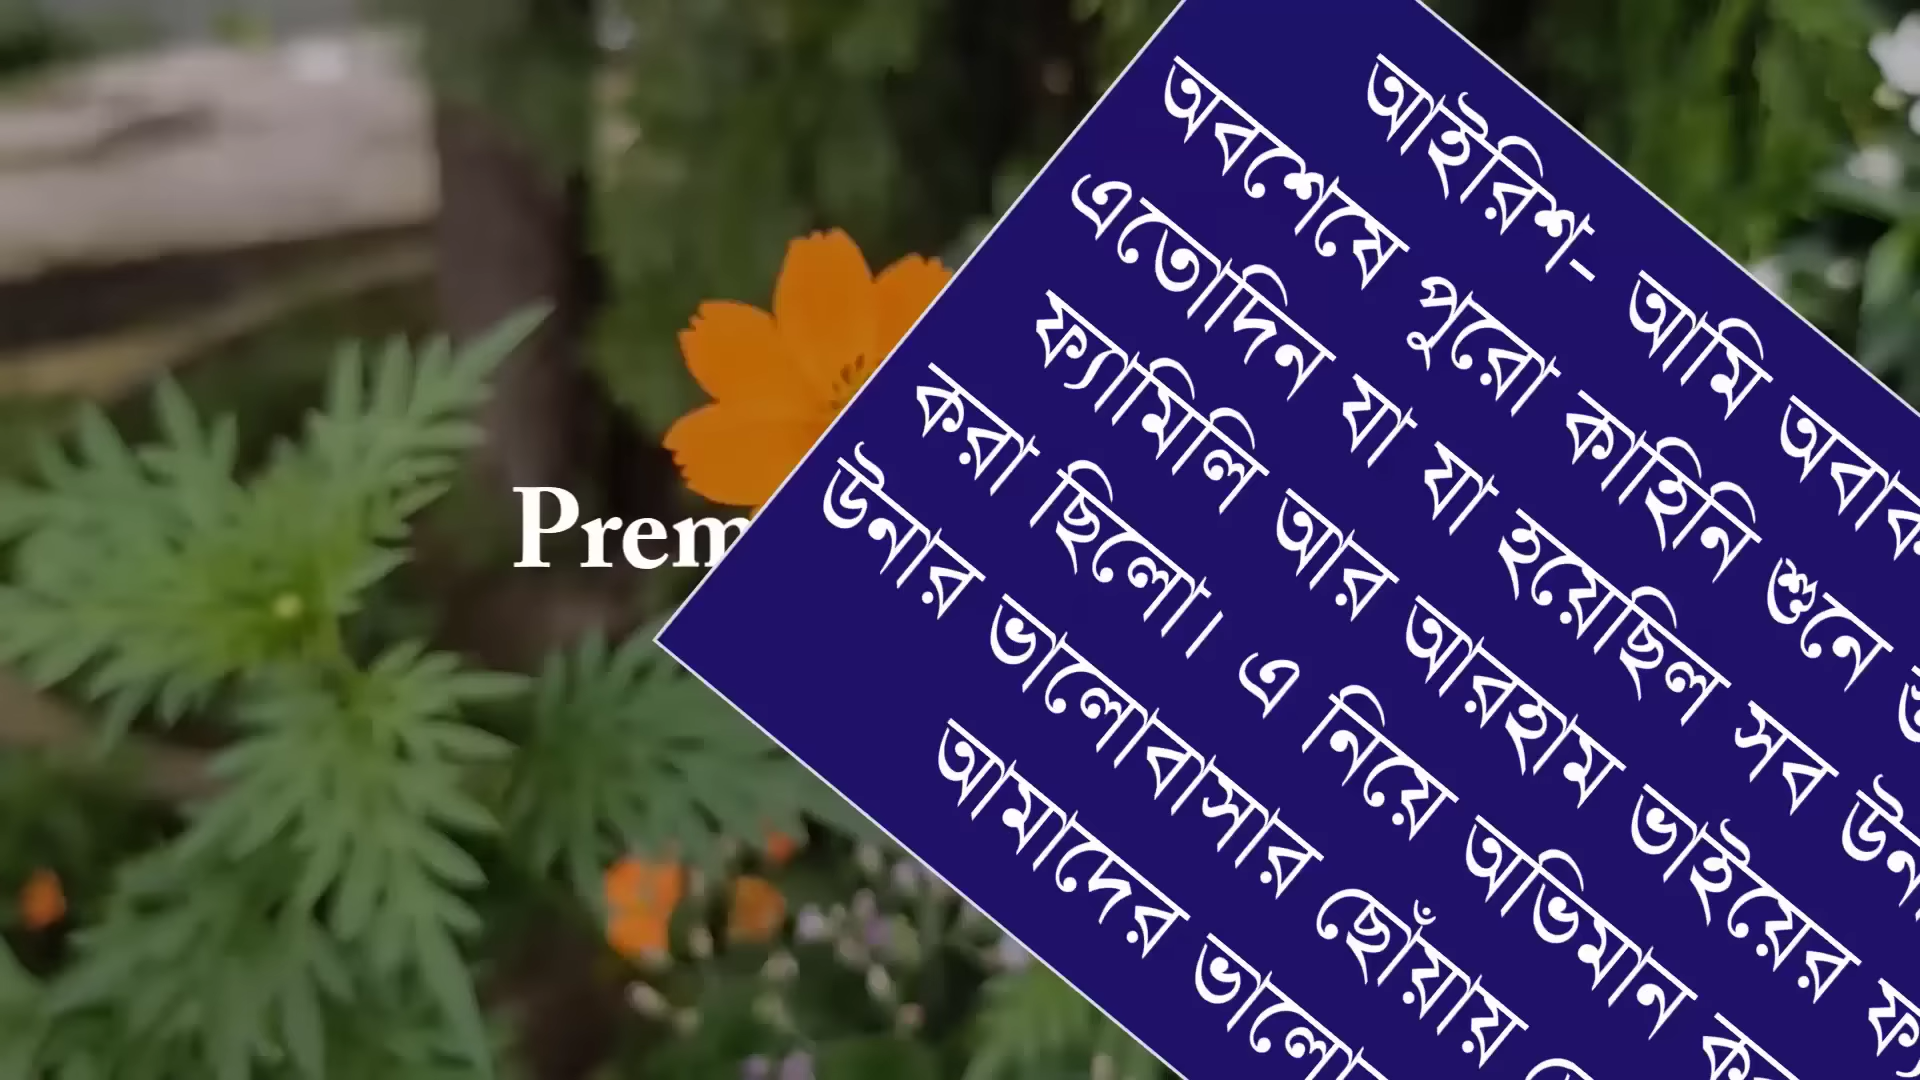 Prem
আইরিশ- আমি অবাক
অবশেষে পুরো কাহিনি শুনে
এতোদিন যা যা হয়েছিল সব
ফ্যামিলি আর আরহাম ভাইয়ের
করা ছিলো। এ নিয়ে অভিমান
উনার ভালোবাসার ছোঁয়ায়
আমাদের